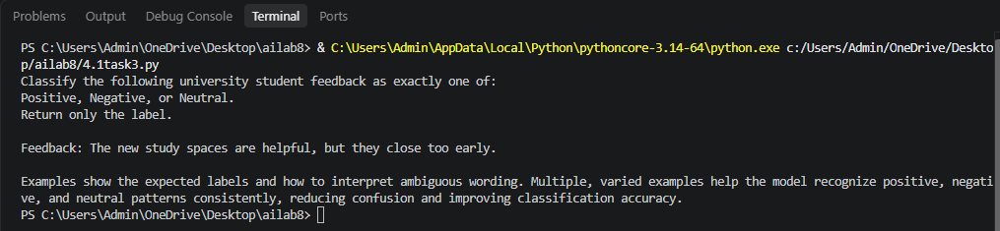 Problems Output Debug Console Terminal Ports
PS C:\Users\Admin\OneDrive\Desktop\ailab8> & C:\Users\Admin\AppData\Local\Python\pythoncore-3.14-64\python.exe c:/Users/Admin/OneDrive/Deskto
p/ailab8/4.1task3.py
Classify the following university student feedback as exactly one of:
Positive, Negative, or Neutral.
Return only the label.
Feedback: The new study spaces are helpful, but they close too early.
Examples show the expected labels and how to interpret ambiguous wording. Multiple, varied examples help the model recognize positive, negati
ve, and neutral patterns consistently, reducing confusion and improving classification accuracy.
PS C:\Users\Admin\OneDrive\Desktop\ailab8>